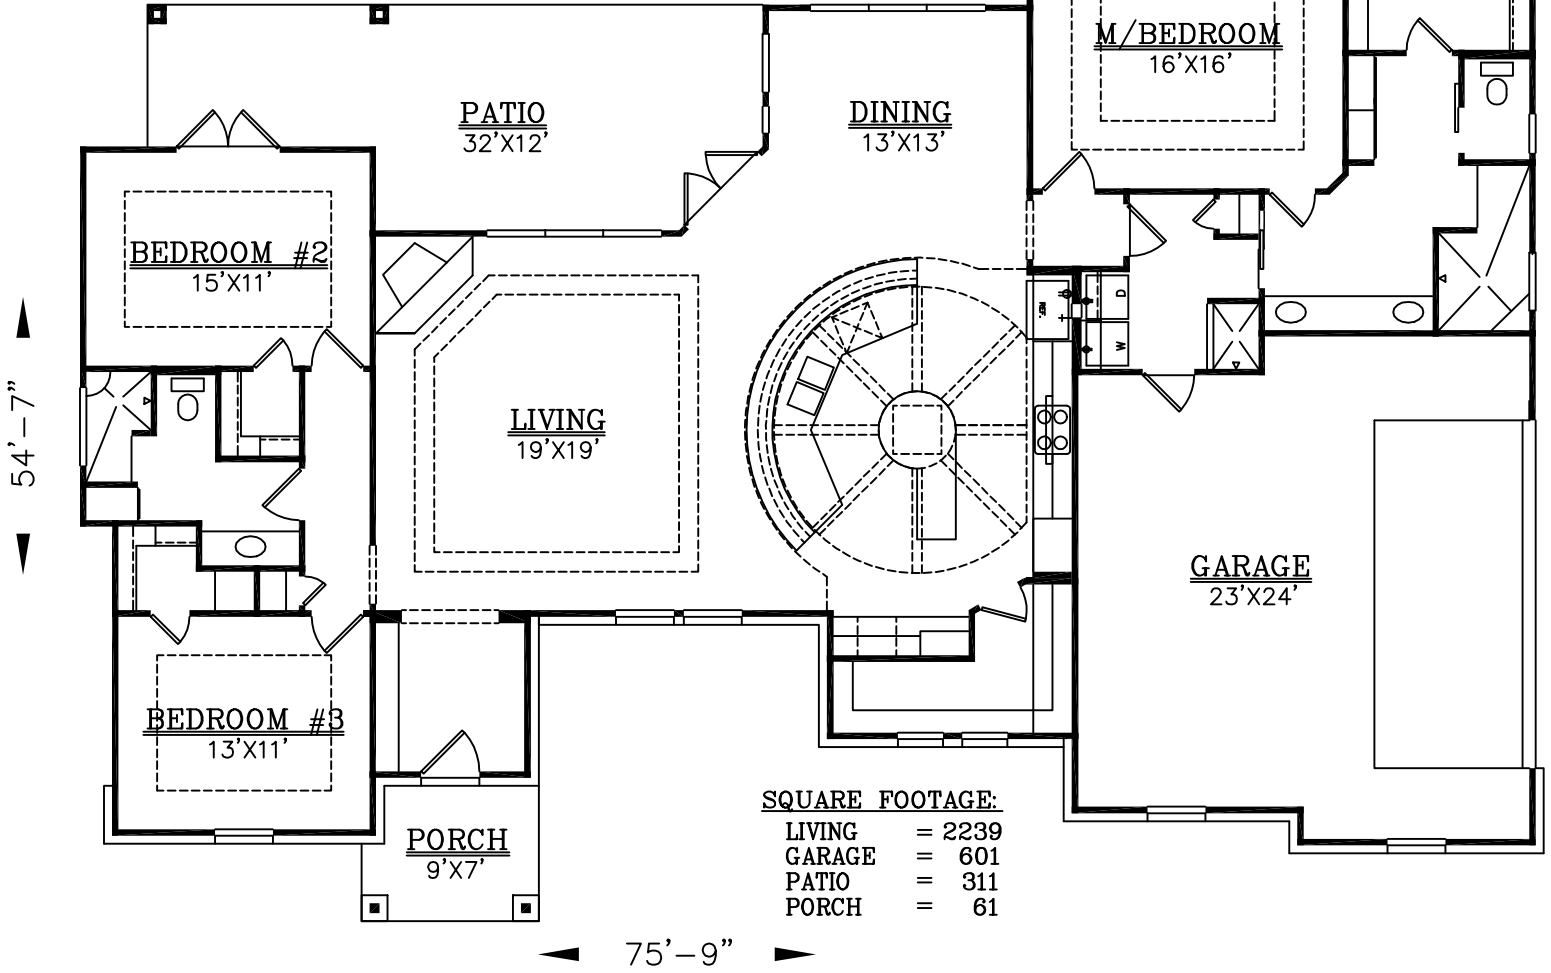 M/BEDROOM
16'X16'
PATIO
32'X12'
DINING
13'X13'
BEDROOM #2
15'X11'
REF.
D
W
54'-7"
LIVING
19'X19'
GARAGE
23'X24'
BEDROOM #3
13'X11'
PORCH
9'X7'
SQUARE FOOTAGE:
LIVING = 2239
GARAGE = 601
PATIO = 311
PORCH = 61
75'-9"